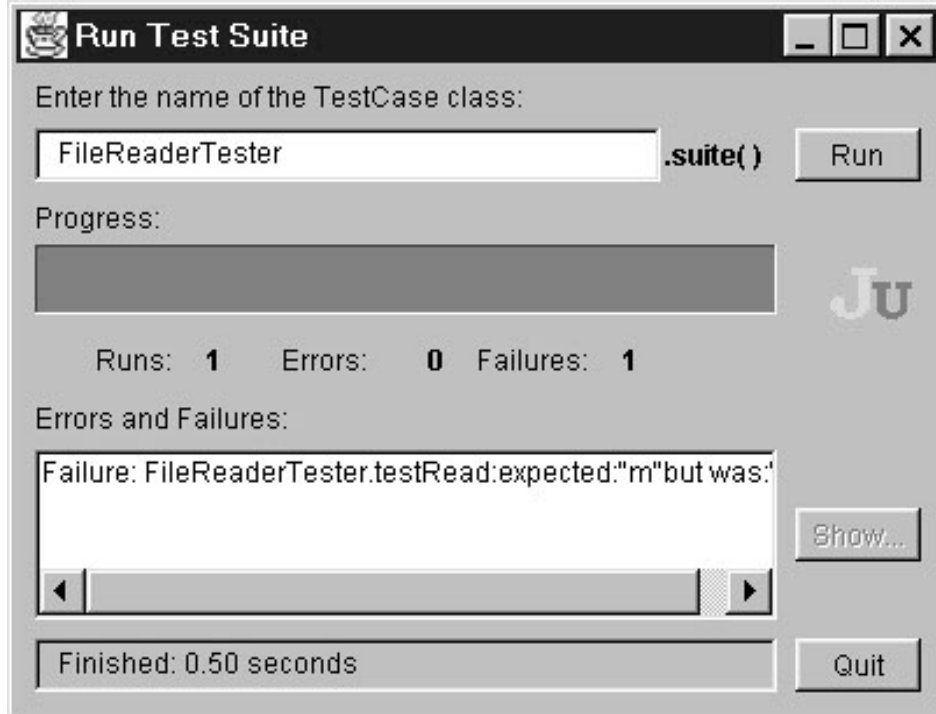 Run Test Suite
Enter the name of the TestCase class:
FileReaderTester .suite() Run
Progress:
JU
Runs: 1 Errors: 0 Failures: 1
Errors and Failures:
Failure: FileReaderTester.testRead:expected:"m"but was:"
Show...
Finished: 0.50 seconds Quit